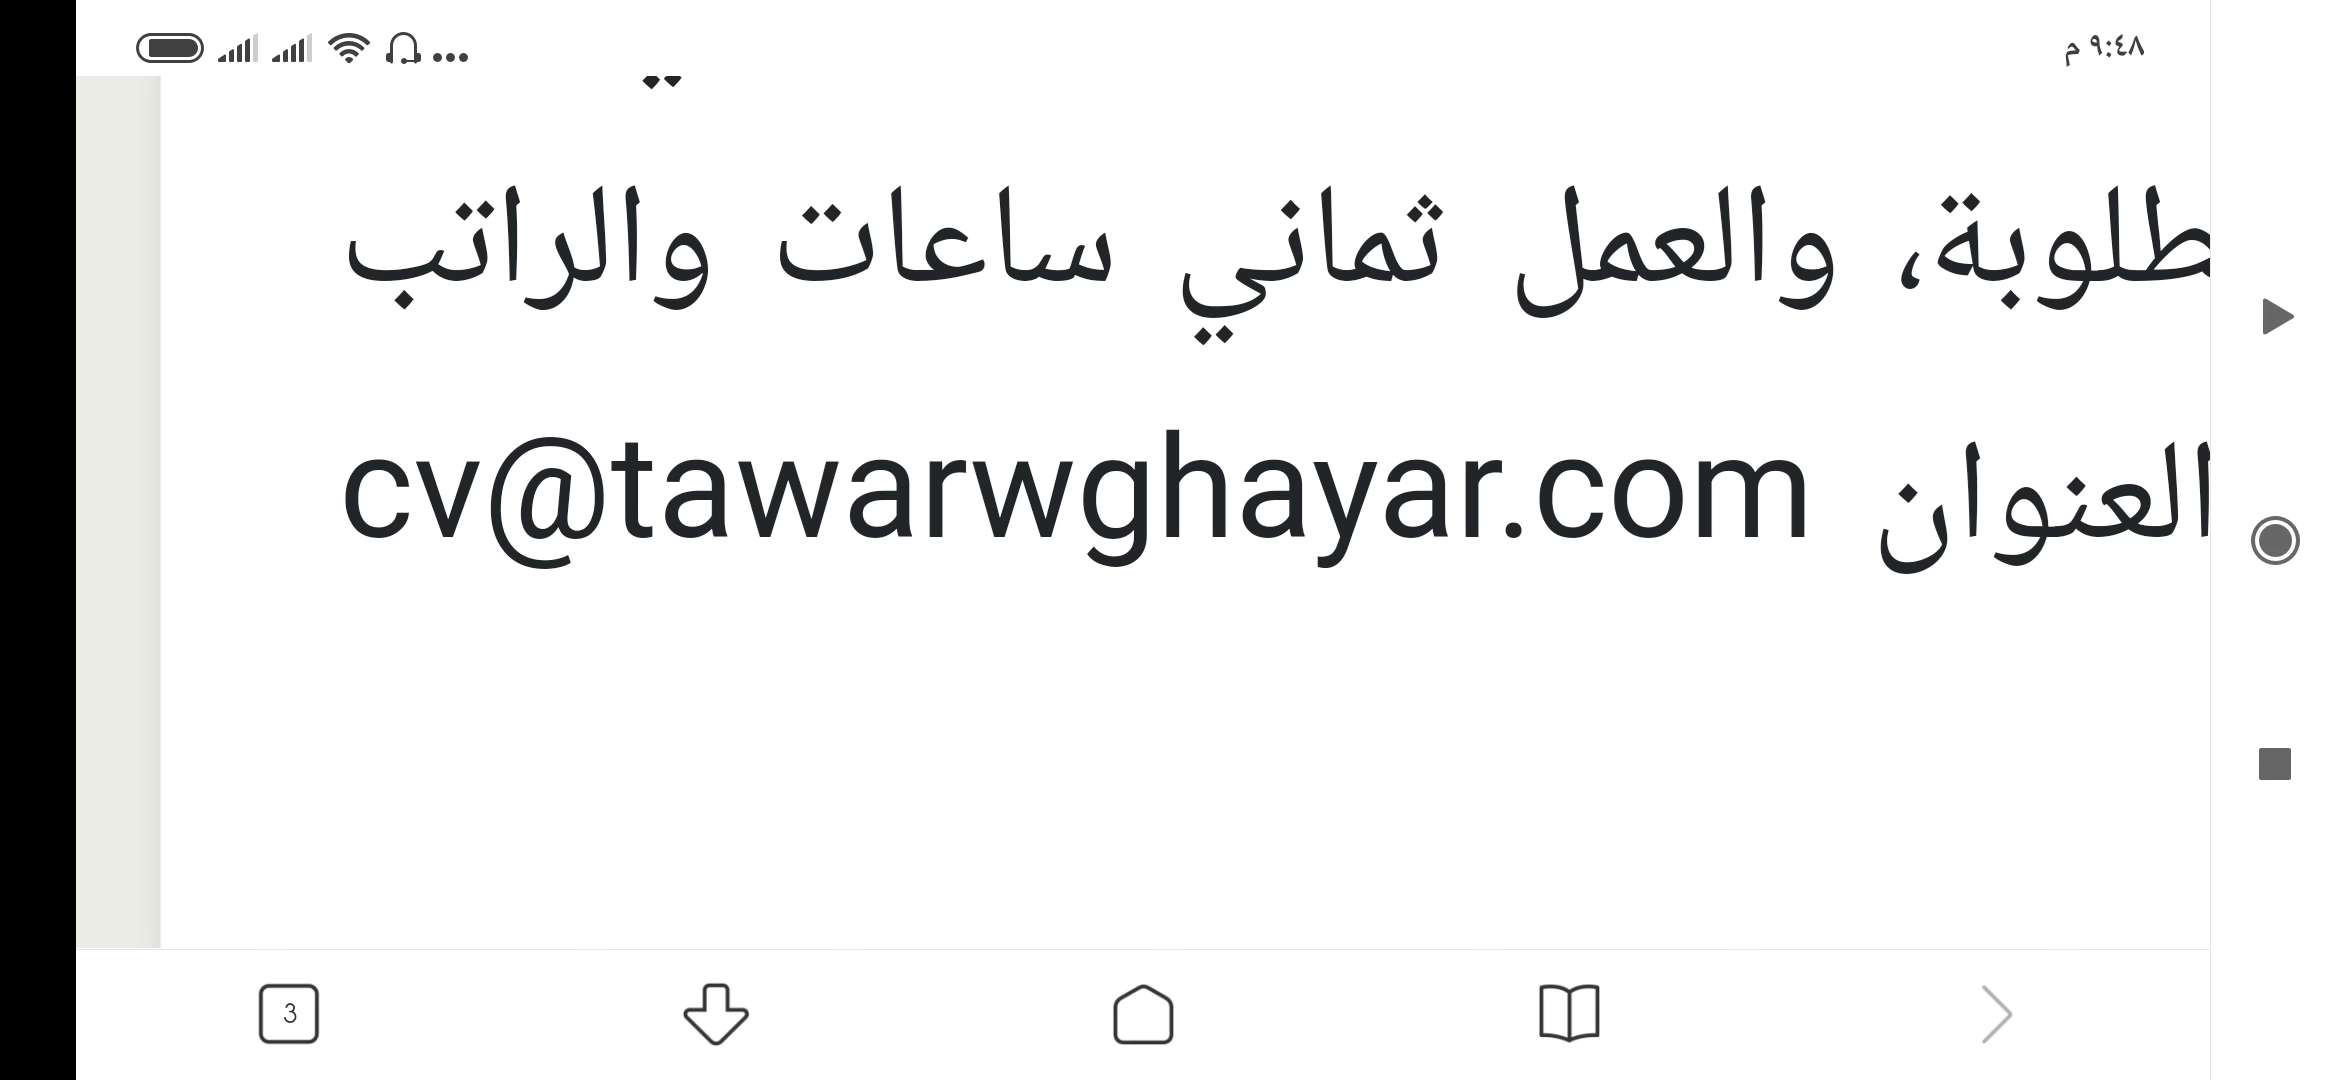 ٩:٤٨ م
طلوبة، والعمل ثماني ساعات والراتب
العنوان cv@tawarwghayar.com
3